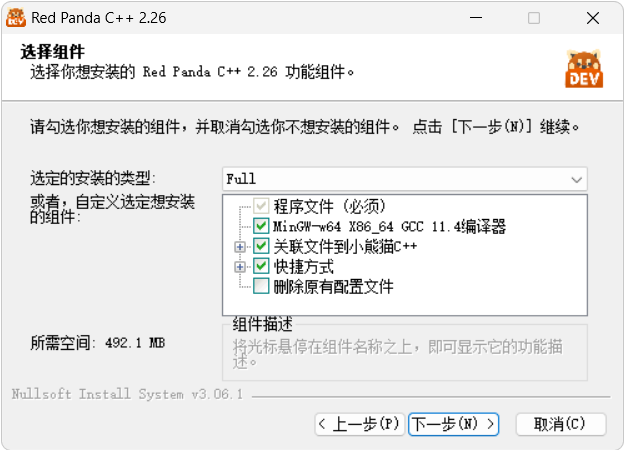 Red Panda C++ 2.26
选择组件
选择你想安装的 Red Panda C++ 2.26 功能组件。
DEV
请勾选你想安装的组件，并取消勾选你不想安装的组件。 点击 [下一步(N)] 继续。
选定的安装的类型:
Full
或者，自定义选定想安装
的组件:
程序文件 (必须)
MinGW-w64 X86_64 GCC 11.4编译器
关联文件到小熊猫C++
快捷方式
删除原有配置文件
所需空间: 492.1 MB
组件描述
将光标悬停在组件名称之上，即可显示它的功能描
述。
Nullsoft Install System v3.06.1
< 上一步(P)
下一步(N) >
取消(C)